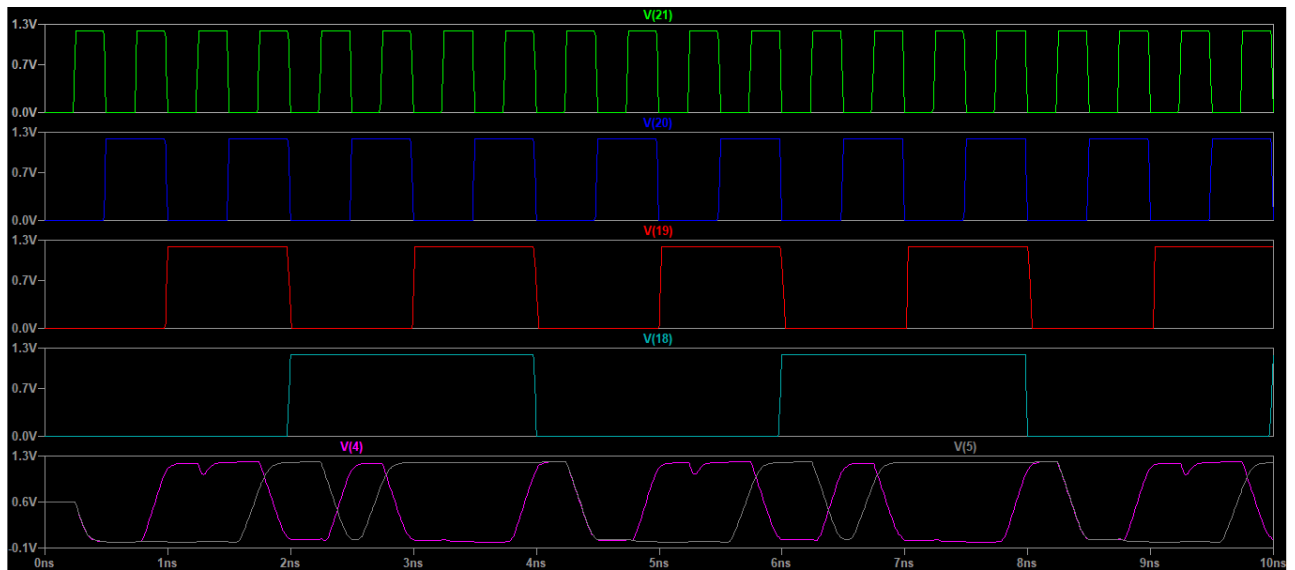 V(21)
1.3V
0.7V
0.0V
V(20)
1.3V
0.7V
0.0V
V(19)
1.3V
0.7V
0.0V
V(18)
1.3V
0.7V
0.0V
V(4) V(5)
1.3V
0.6V
-0.1V
0ns 1ns 2ns 3ns 4ns 5ns 6ns 7ns 8ns 9ns 10ns